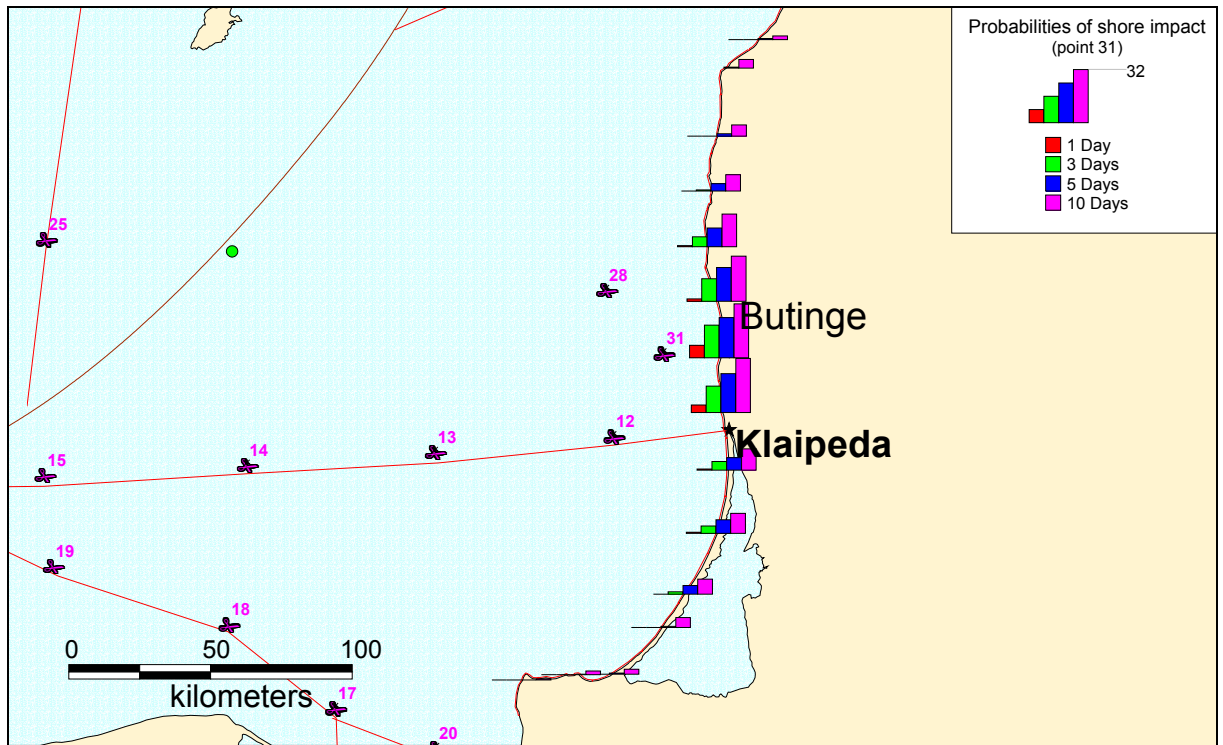 Probabilities of shore impact
(point 31)
32
1 Day
3 Days
5 Days
10 Days
25
28
Butinge
31
12
Klaipeda
13
14
15
19
18
0 50 100
kilometers
17
20